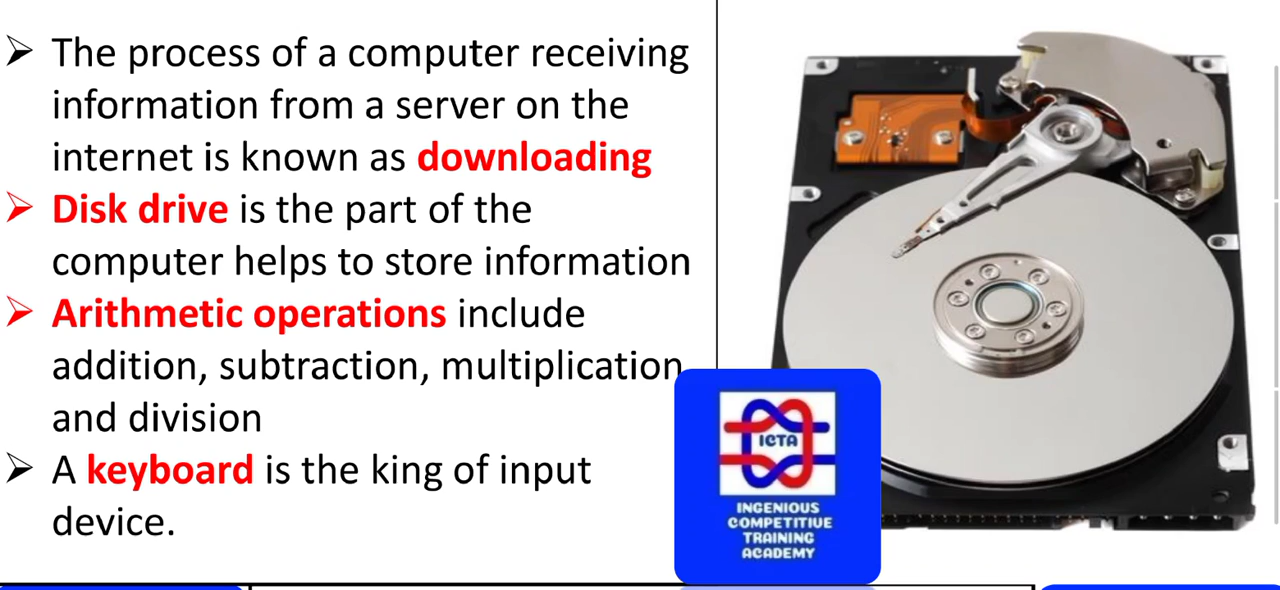 The process of a computer receiving
information from a server on the
internet is known as downloading
Disk drive is the part of the
computer helps to store information
Arithmetic operations include
addition, subtraction, multiplication
and division
A keyboard is the king of input
device.
ICTA
INGENIOUS
COMPETITIVE
TRAINING
ACADEMY